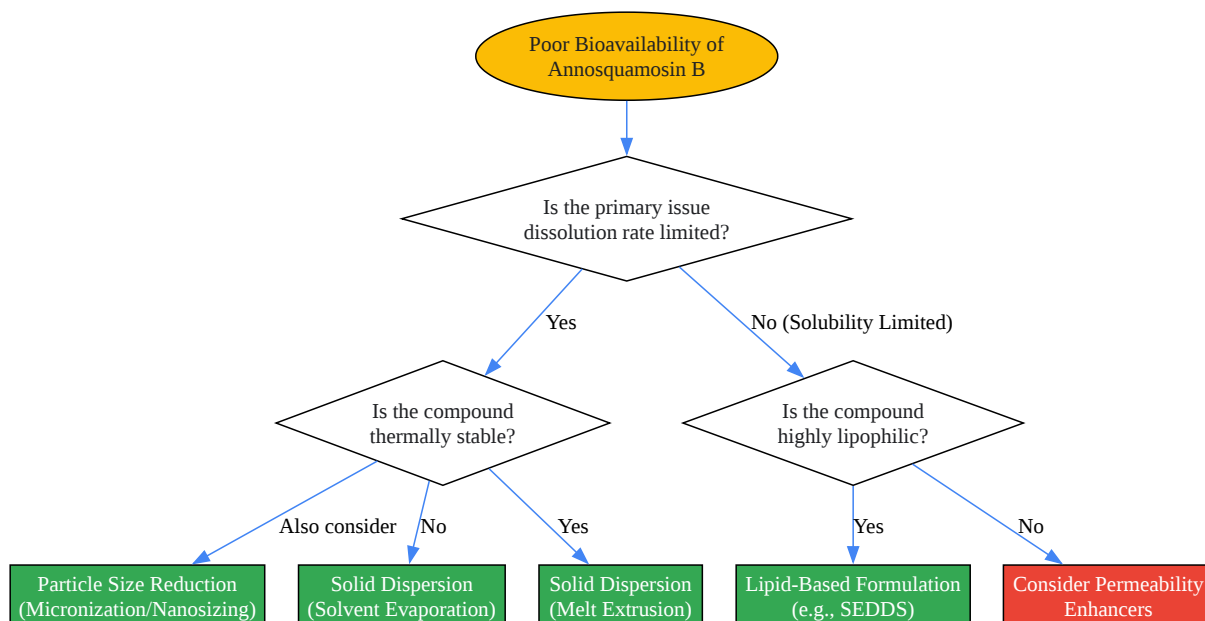 Poor Bioavailability of
Annosquamosin B
Is the primary issue
dissolution rate limited?
Yes
No (Solubility Limited)
Is the compound
thermally stable?
Is the compound
highly lipophilic?
Also consider
No
Yes
Yes
No
Particle Size Reduction
(Micronization/Nanosizing)
Solid Dispersion
(Solvent Evaporation)
Solid Dispersion
(Melt Extrusion)
Lipid-Based Formulation
(e.g., SEDDS)
Consider Permeability
Enhancers